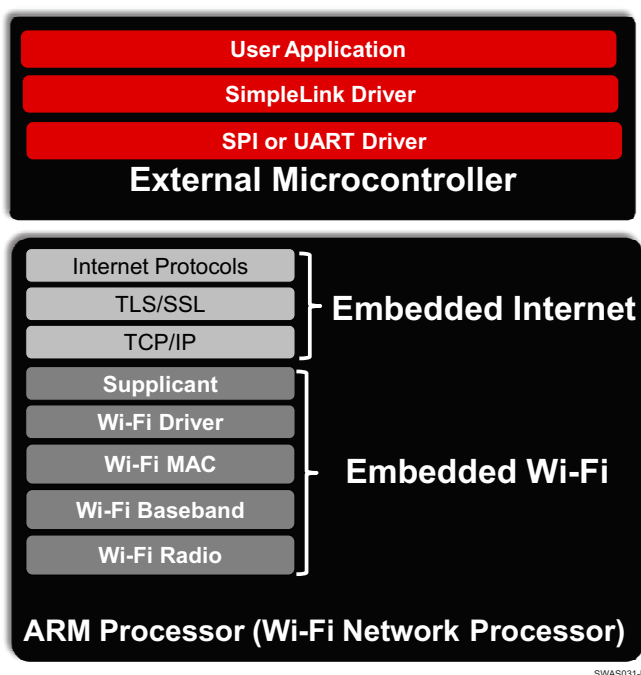 User Application
SimpleLink Driver
SPI or UART Driver
External Microcontroller
Internet Protocols
TLS/SSL
TCP/IP
Embedded Internet
Supplicant
Wi-Fi Driver
Wi-Fi MAC
Wi-Fi Baseband
Wi-Fi Radio
Embedded Wi-Fi
ARM Processor (Wi-Fi Network Processor)